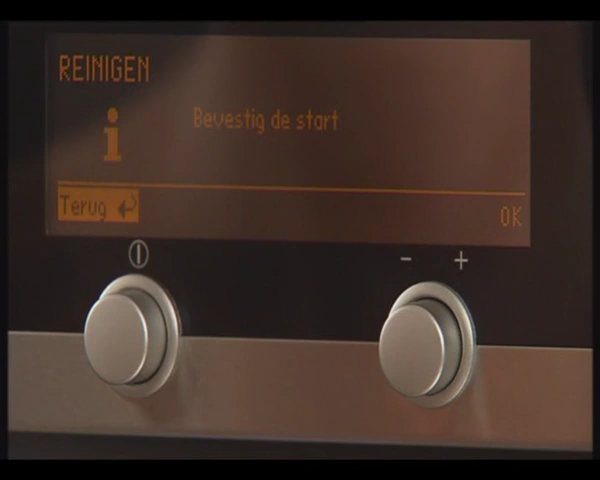 REINIGEN
i
Bevestig de start
Terug ↵
OK
- +